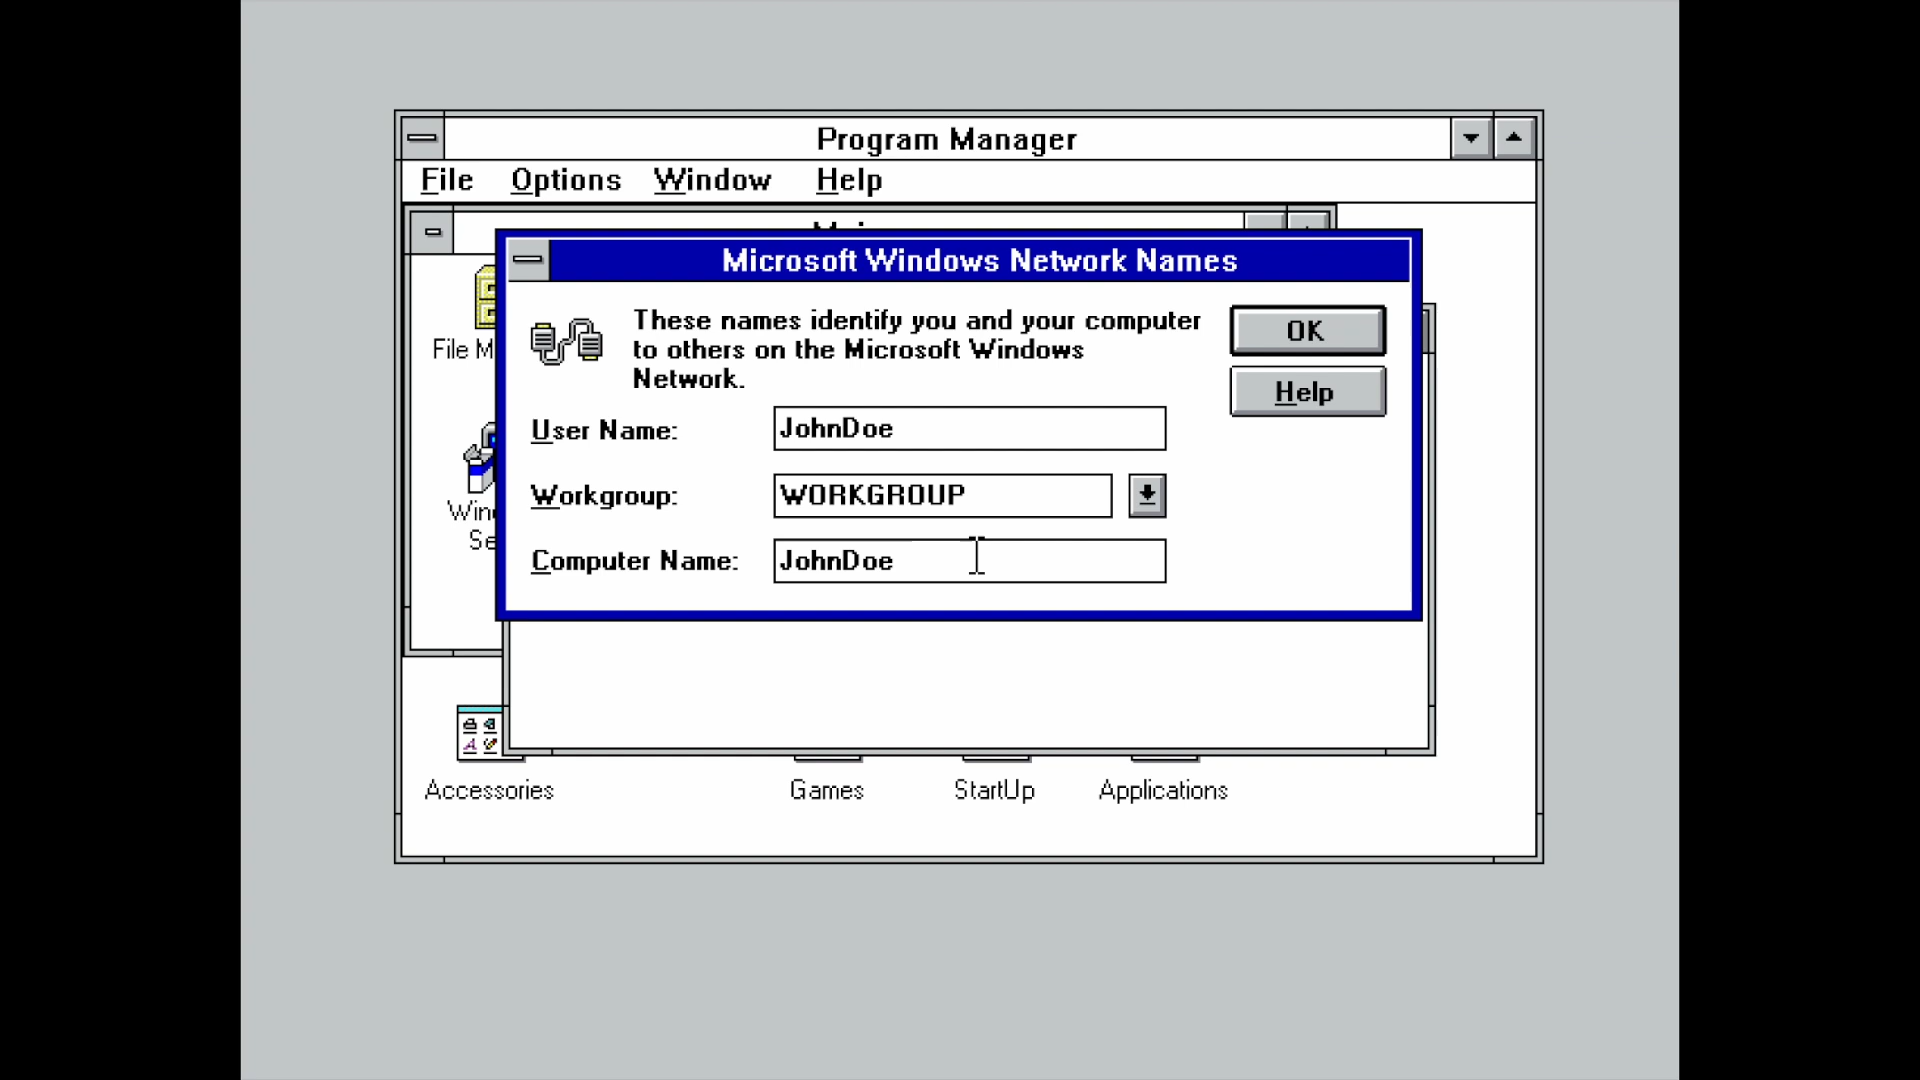 Program Manager
File Options Window Help
Microsoft Windows Network Names
These names identify you and your computer
to others on the Microsoft Windows
Network.
OK
Help
User Name: JohnDoe
Workgroup: WORKGROUP
Computer Name: JohnDoe
File M
Accessories
Games
StartUp
Applications